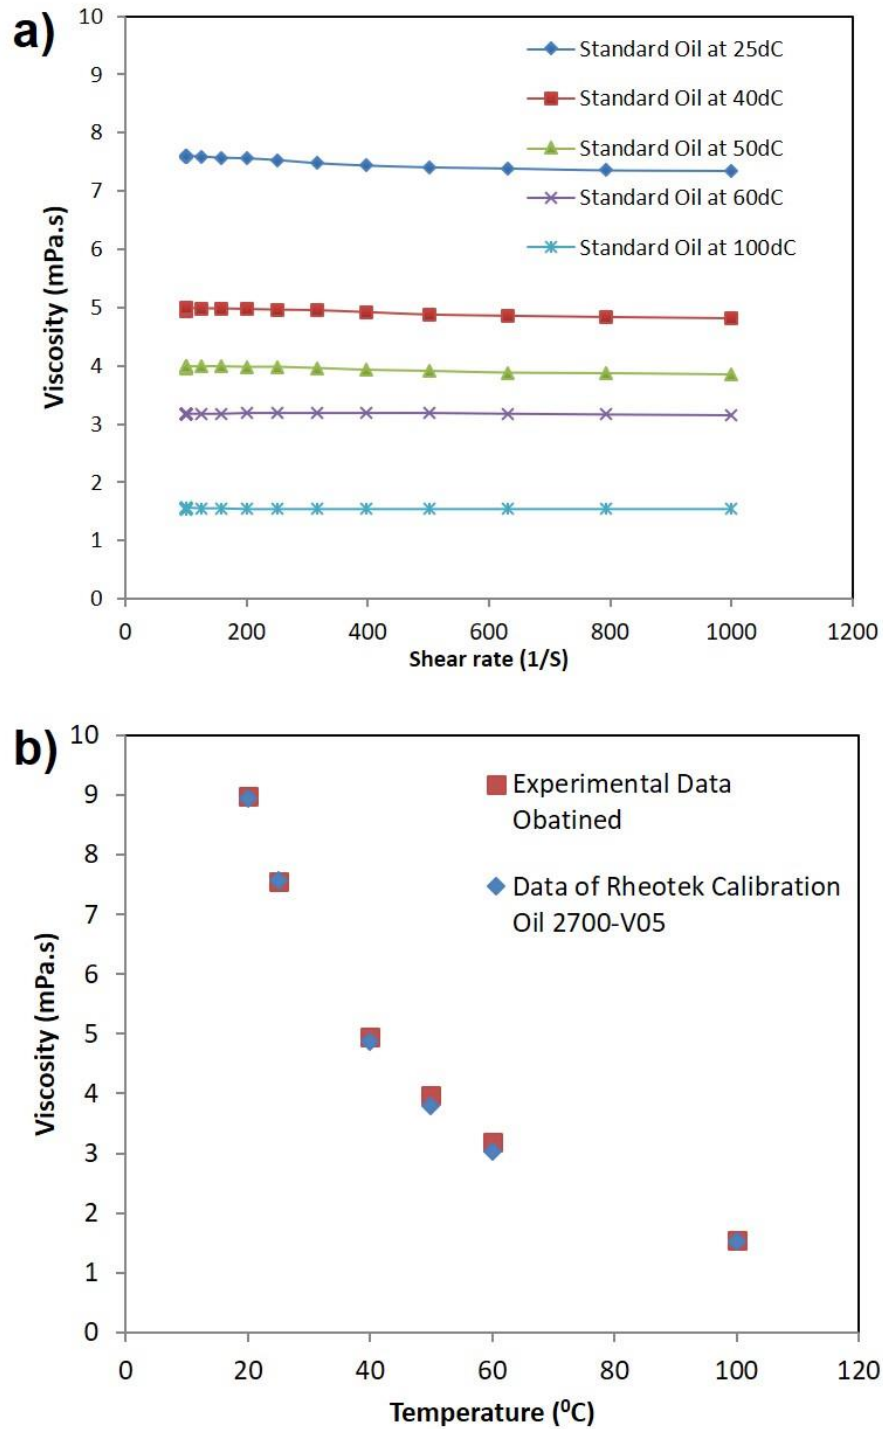 a)
10
9
8
7
6
5
4
3
2
1
0
Viscosity (mPa.s)
Standard Oil at 25dC
Standard Oil at 40dC
Standard Oil at 50dC
Standard Oil at 60dC
Standard Oil at 100dC
0 200 400 600 800 1000 1200
Shear rate (1/S)
b)
10
9
8
7
6
5
4
3
2
1
0
Viscosity (mPa.s)
Experimental Data
Obatined
Data of Rheotek Calibration
Oil 2700-V05
0 20 40 60 80 100 120
Temperature (⁰C)